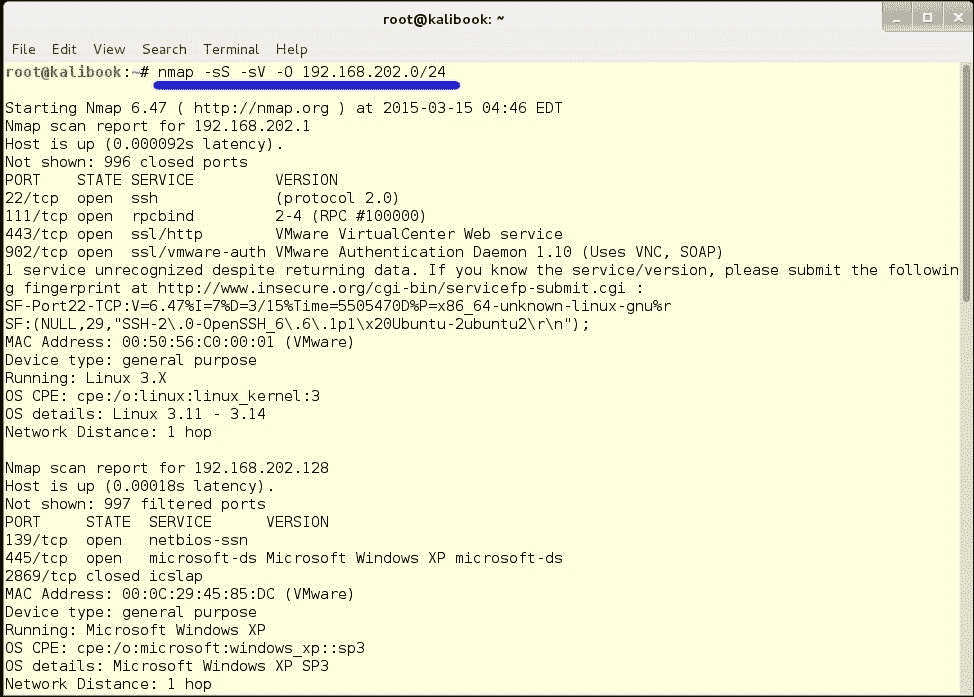 root@kalibook: ~
File Edit View Search Terminal Help
root@kalibook:~# nmap -sS -sV -O 192.168.202.0/24
Starting Nmap 6.47 ( http://nmap.org ) at 2015-03-15 04:46 EDT
Nmap scan report for 192.168.202.1
Host is up (0.000092s latency).
Not shown: 996 closed ports
PORT    STATE SERVICE         VERSION
22/tcp  open  ssh             (protocol 2.0)
111/tcp open  rpcbind         2-4 (RPC #100000)
443/tcp open  ssl/http        VMware VirtualCenter Web service
902/tcp open  ssl/vmware-auth VMware Authentication Daemon 1.10 (Uses VNC, SOAP)
1 service unrecognized despite returning data. If you know the service/version, please submit the followin
g fingerprint at http://www.insecure.org/cgi-bin/servicefp-submit.cgi :
SF-Port22-TCP:V=6.47%I=7%D=3/15%Time=5505470D%P=x86_64-unknown-linux-gnu%r
SF:(NULL,29,"SSH-2\.0-OpenSSH_6\.6\.1p1\x20Ubuntu-2ubuntu2\r\n");
MAC Address: 00:50:56:C0:00:01 (VMware)
Device type: general purpose
Running: Linux 3.X
OS CPE: cpe:/o:linux:linux_kernel:3
OS details: Linux 3.11 - 3.14
Network Distance: 1 hop
Nmap scan report for 192.168.202.128
Host is up (0.00018s latency).
Not shown: 997 filtered ports
PORT     STATE  SERVICE      VERSION
139/tcp  open   netbios-ssn
445/tcp  open   microsoft-ds Microsoft Windows XP microsoft-ds
2869/tcp closed icslap
MAC Address: 00:0C:29:45:85:DC (VMware)
Device type: general purpose
Running: Microsoft Windows XP
OS CPE: cpe:/o:microsoft:windows_xp::sp3
OS details: Microsoft Windows XP SP3
Network Distance: 1 hop